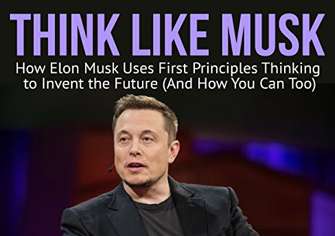 THINK LIKE MUSK
How Elon Musk Uses First Principles Thinking
to Invent the Future (And How You Can Too)